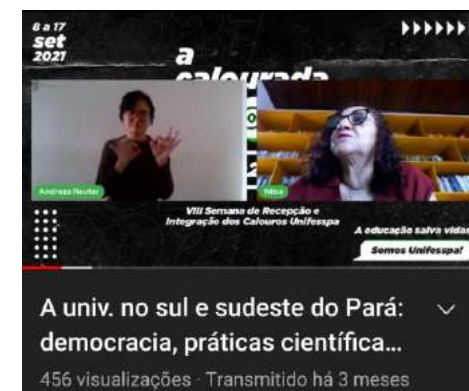 8 a 17
set
2021
a
calourada
Andreza Reuter
Nilsa
VIII Semana de Recepção e
Integração dos Calouros Unifesspa
A educação salva vidas
Somos Unifesspa!
A univ. no sul e sudeste do Pará:
democracia, práticas científica...
456 visualizações · Transmitido há 3 meses